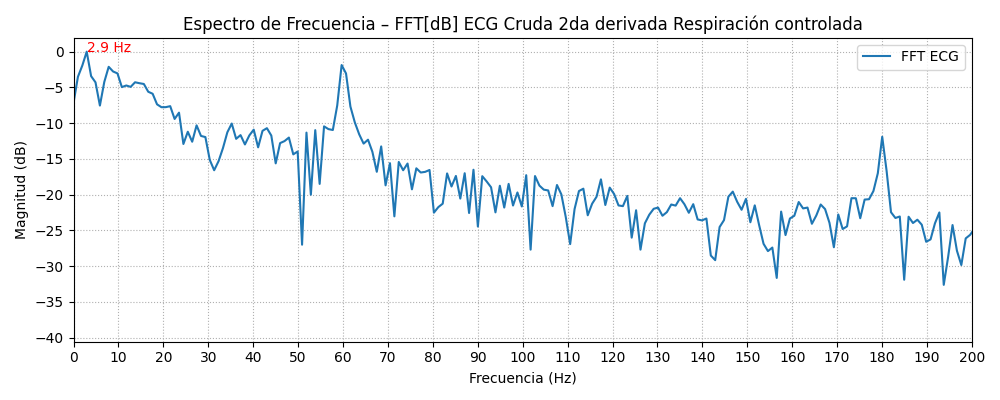 Espectro de Frecuencia – FFT[dB] ECG Cruda 2da derivada Respiración controlada
2.9 Hz
FFT ECG
Magnitud (dB)
0
−5
−10
−15
−20
−25
−30
−35
−40
0 10 20 30 40 50 60 70 80 90 100 110 120 130 140 150 160 170 180 190 200
Frecuencia (Hz)